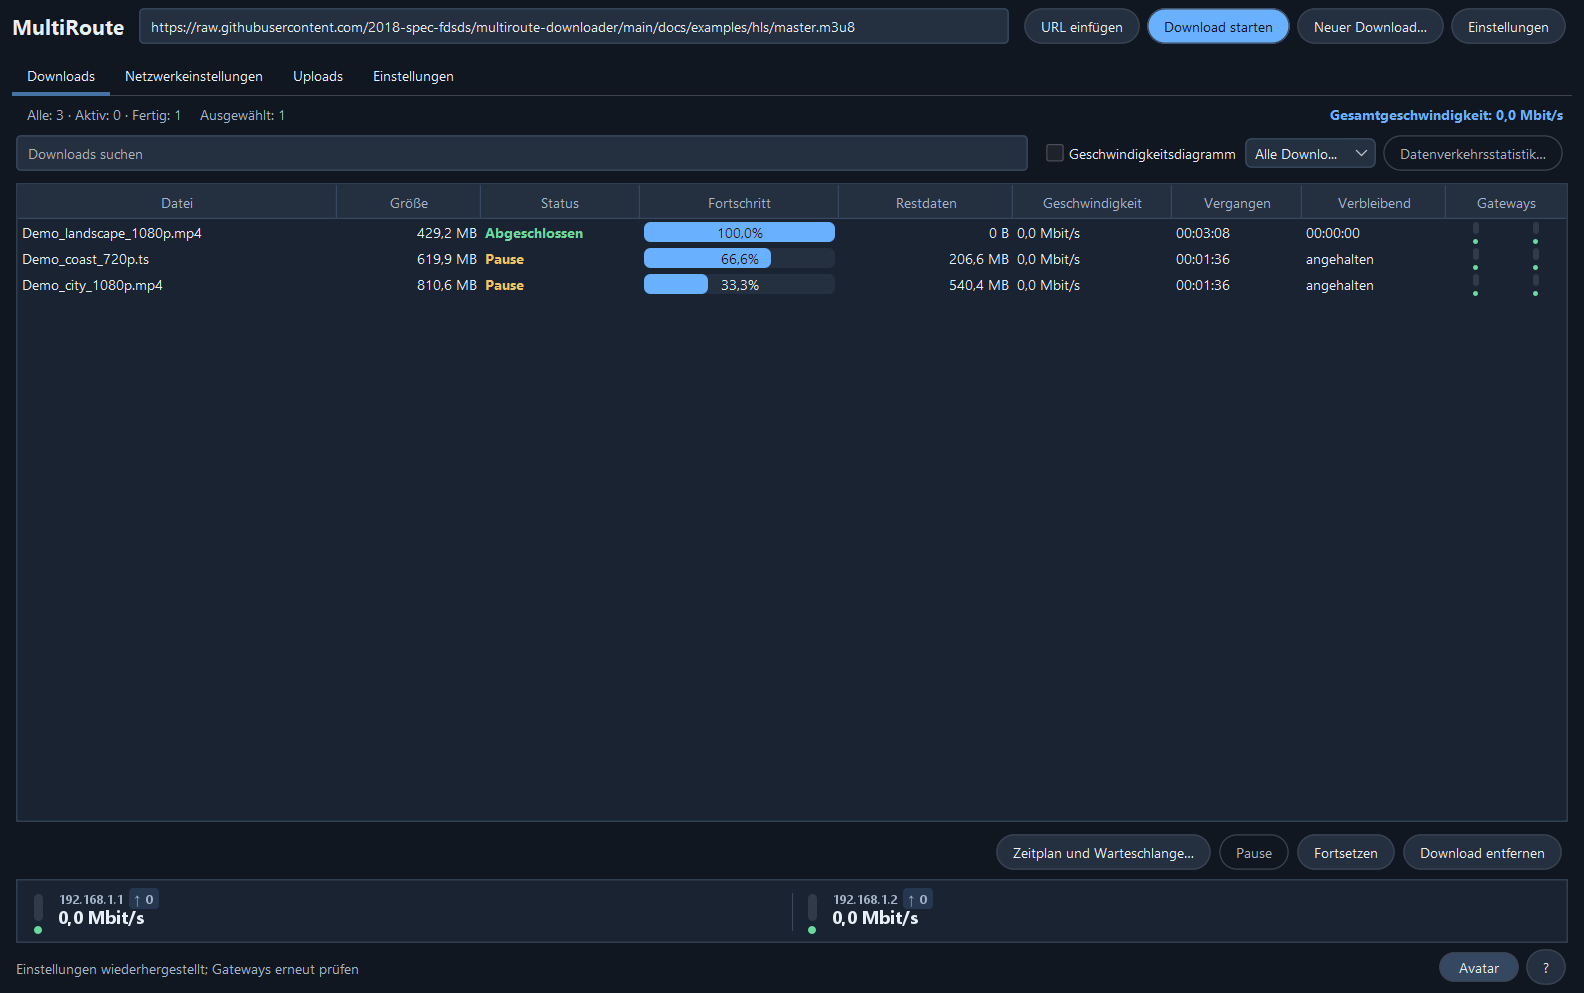 MultiRoute
https://raw.githubusercontent.com/2018-spec-fdsds/multiroute-downloader/main/docs/examples/hls/master.m3u8
URL einfügen
Download starten
Neuer Download...
Einstellungen
Downloads
Netzwerkeinstellungen
Uploads
Einstellungen
Alle: 3 · Aktiv: 0 · Fertig: 1
Ausgewählt: 1
Gesamtgeschwindigkeit: 0,0 Mbit/s
Downloads suchen
Geschwindigkeitsdiagramm
Alle Downlo...
Datenverkehrsstatistik...
Datei Größe Status Fortschritt Restdaten Geschwindigkeit Vergangen Verbleibend Gateways
Demo_landscape_1080p.mp4 429,2 MB Abgeschlossen 100,0% 0 B 0,0 Mbit/s 00:03:08 00:00:00
Demo_coast_720p.ts 619,9 MB Pause 66,6% 206,6 MB 0,0 Mbit/s 00:01:36 angehalten
Demo_city_1080p.mp4 810,6 MB Pause 33,3% 540,4 MB 0,0 Mbit/s 00:01:36 angehalten
Zeitplan und Warteschlange...
Pause
Fortsetzen
Download entfernen
192.168.1.1 ↑ 0
0,0 Mbit/s
192.168.1.2 ↑ 0
0,0 Mbit/s
Einstellungen wiederhergestellt; Gateways erneut prüfen
Avatar
?